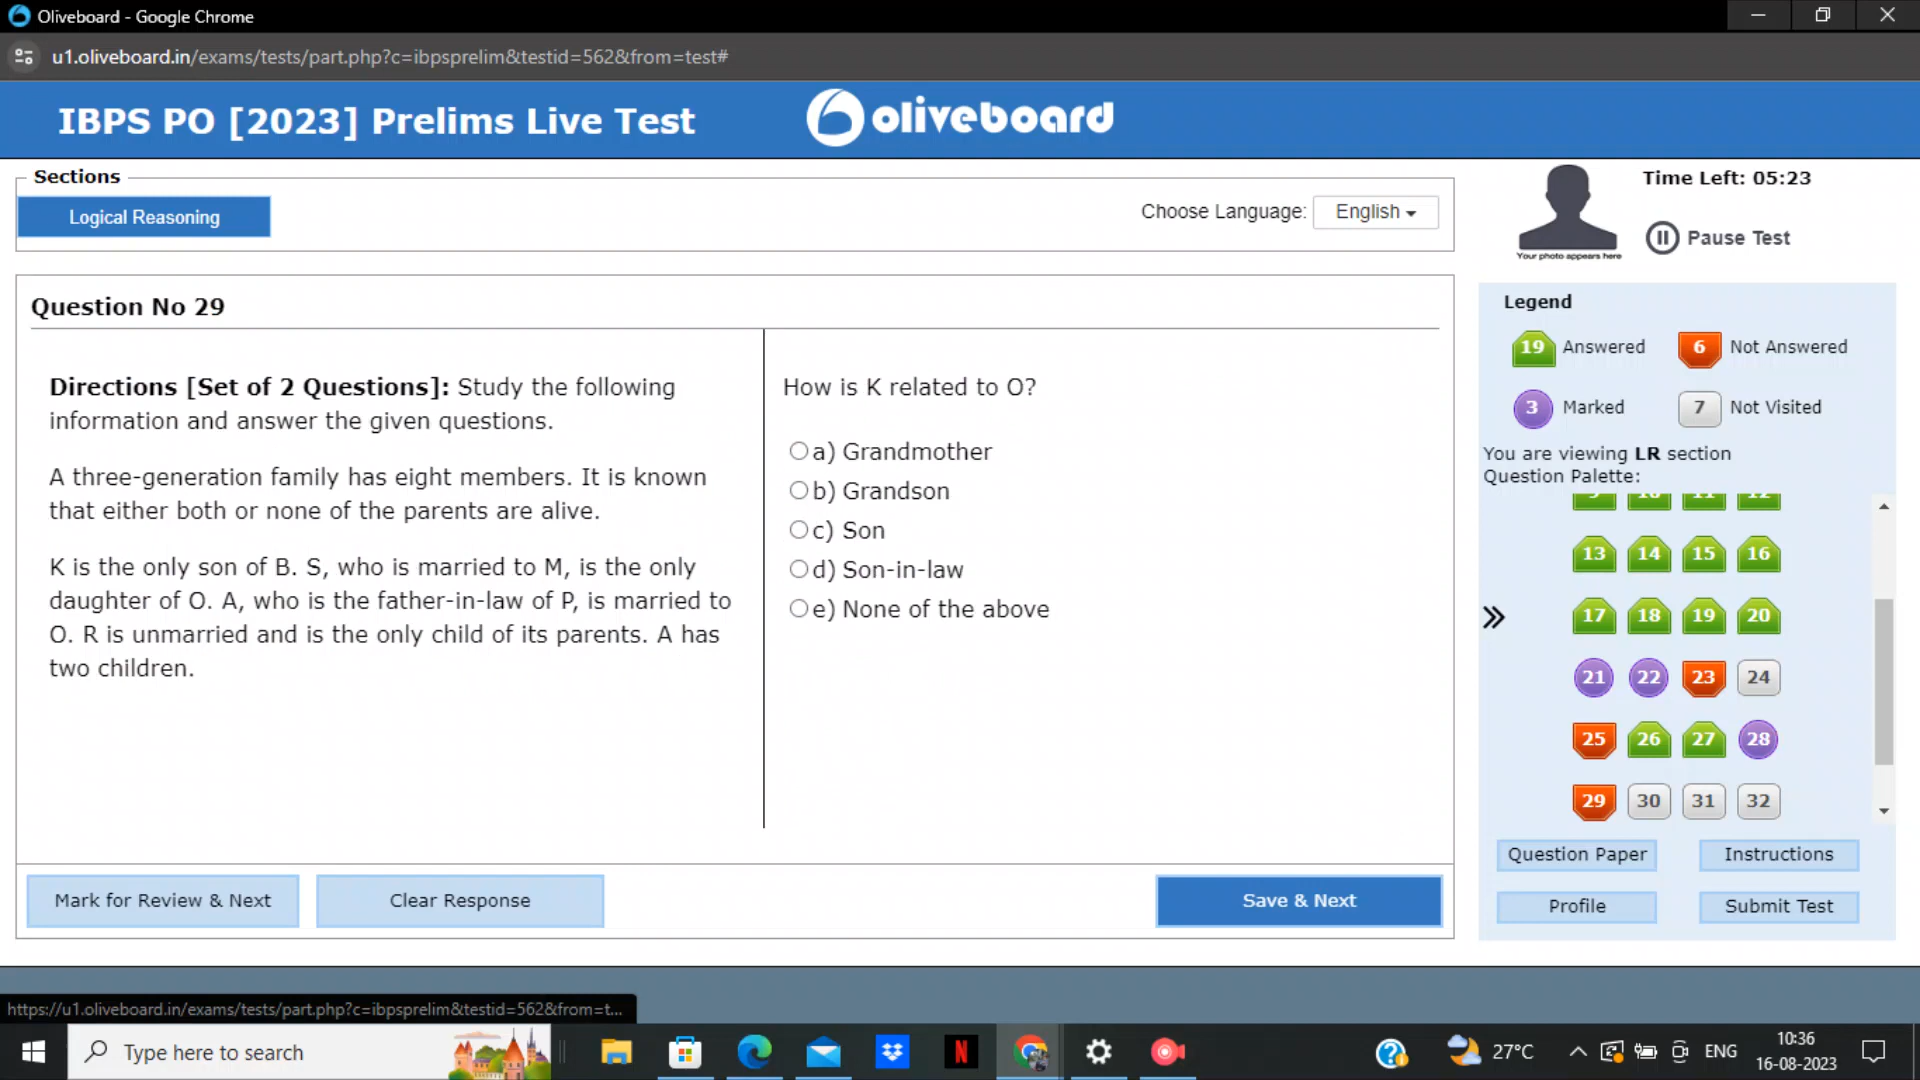 Oliveboard - Google Chrome
u1.oliveboard.in/exams/tests/part.php?c=ibpsprelim&testid=562&from=test#
IBPS PO [2023] Prelims Live Test
oliveboard
Sections
Logical Reasoning
Choose Language:
English
Your photo appears here
Time Left: 05:23
Pause Test
Question No 29
Directions [Set of 2 Questions]: Study the following
information and answer the given questions.
A three-generation family has eight members. It is known
that either both or none of the parents are alive.
K is the only son of B. S, who is married to M, is the only
daughter of O. A, who is the father-in-law of P, is married to
O. R is unmarried and is the only child of its parents. A has
two children.
How is K related to O?
a) Grandmother
b) Grandson
c) Son
d) Son-in-law
e) None of the above
Legend
19 Answered
6 Not Answered
3 Marked
7 Not Visited
You are viewing LR section
Question Palette:
9 10 11 12
13 14 15 16
17 18 19 20
21 22 23 24
25 26 27 28
29 30 31 32
Question Paper
Instructions
Profile
Submit Test
Mark for Review & Next
Clear Response
Save & Next
https://u1.oliveboard.in/exams/tests/part.php?c=ibpsprelim&testid=562&from=t...
Type here to search
N
27°C
ENG
10:36
16-08-2023